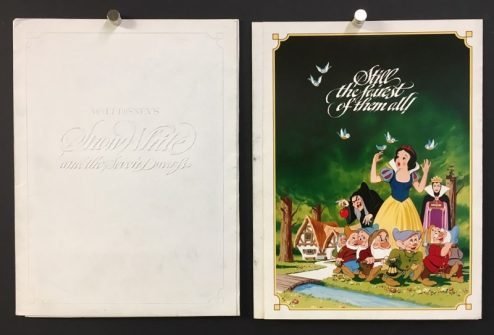 WALT DISNEY'S
Snow White
and the Seven Dwarfs
Still
the fairest
of them all!